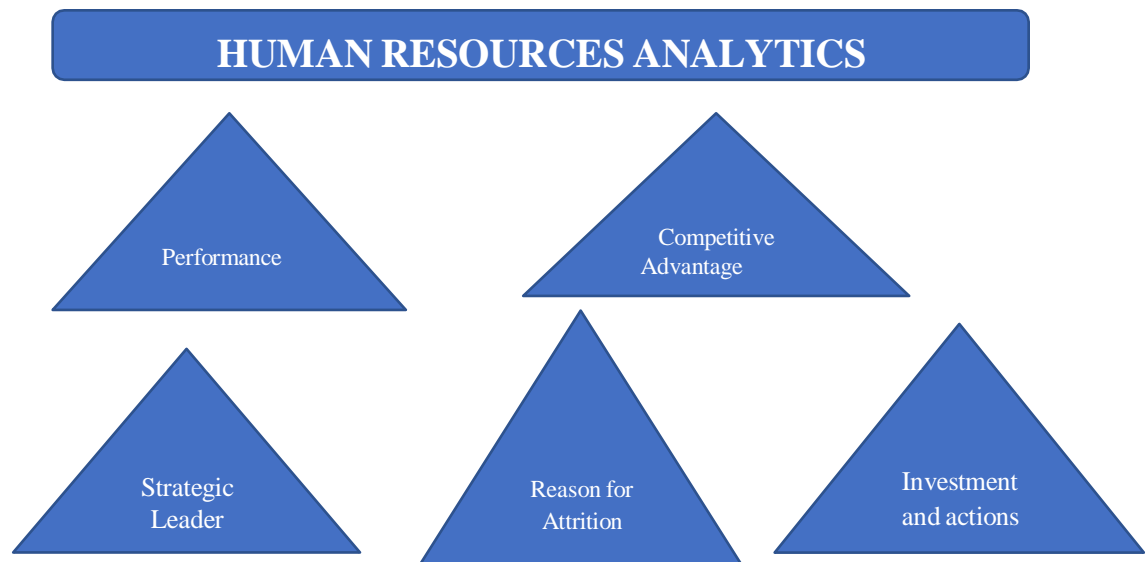 HUMAN RESOURCES ANALYTICS
Performance
Competitive
Advantage
Strategic
Leader
Reason for
Attrition
Investment
and actions